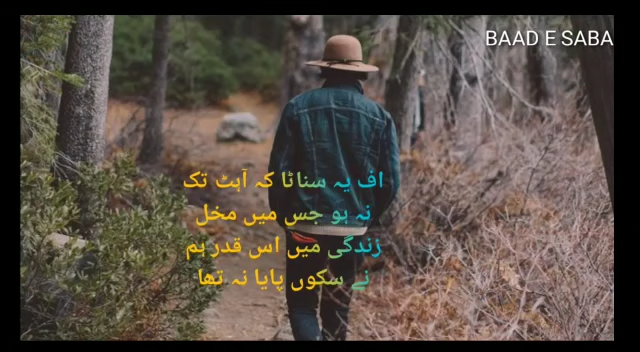 BAAD E SABA
اف یہ سناٹا کہ آہٹ تک
نہ ہو جس میں مخل
زندگی میں اس قدر ہم
نے سکوں پایا نہ تھا